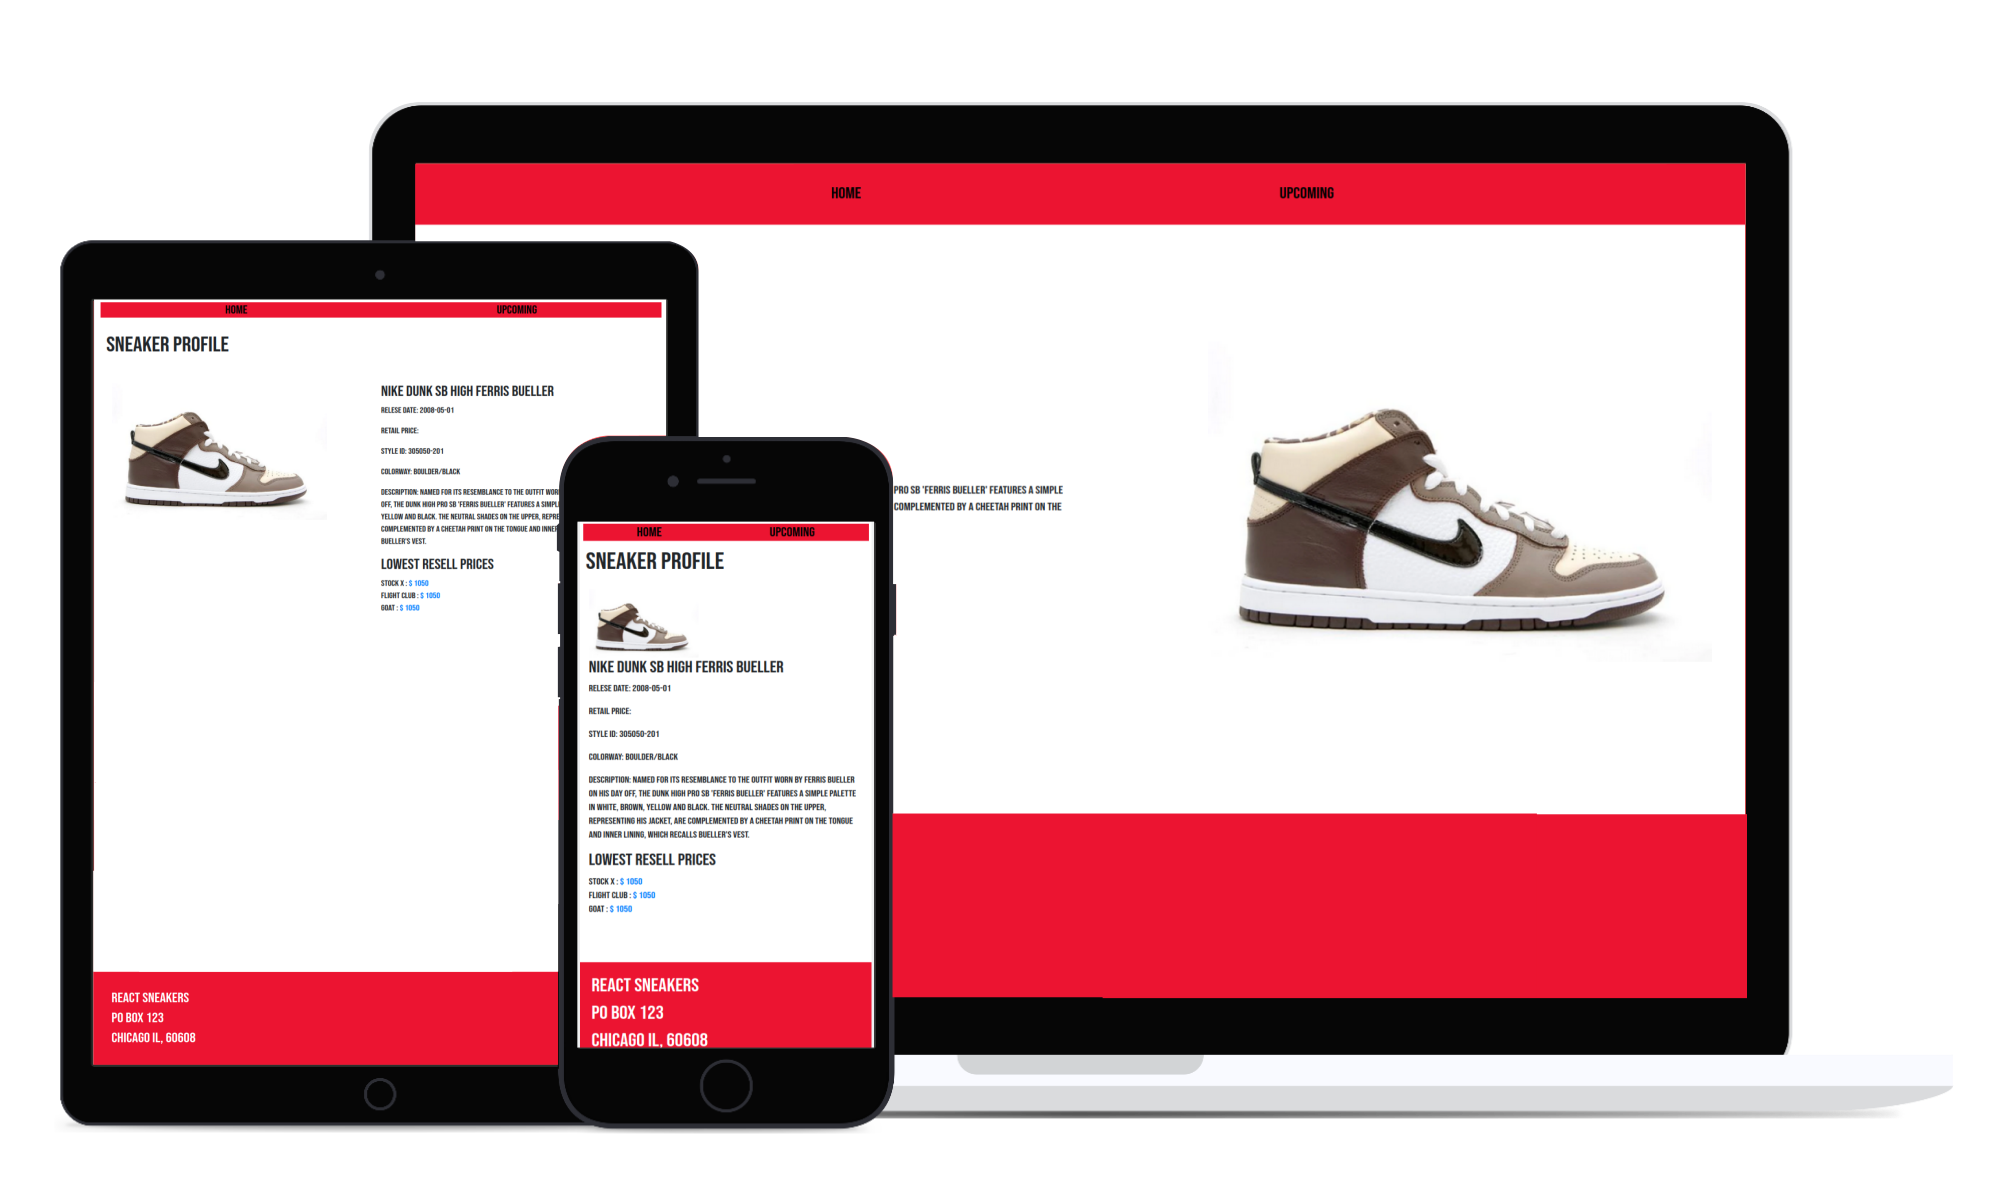 HOME UPCOMING
PRO SB 'FERRIS BUELLER' FEATURES A SIMPLE
COMPLEMENTED BY A CHEETAH PRINT ON THE
HOME UPCOMING
SNEAKER PROFILE
NIKE DUNK SB HIGH FERRIS BUELLER
RELESE DATE: 2008-05-01
RETAIL PRICE:
STYLE ID: 305050-201
COLORWAY: BOULDER/BLACK
DESCRIPTION: NAMED FOR ITS RESEMBLANCE TO THE OUTFIT WOR
OFF, THE DUNK HIGH PRO SB 'FERRIS BUELLER' FEATURES A SIMPL
YELLOW AND BLACK. THE NEUTRAL SHADES ON THE UPPER, REPRE
COMPLEMENTED BY A CHEETAH PRINT ON THE TONGUE AND INNER
BUELLER'S VEST.
LOWEST RESELL PRICES
STOCK X : $ 1050
FLIGHT CLUB : $ 1050
GOAT : $ 1050
REACT SNEAKERS
PO BOX 123
CHICAGO IL, 60608
HOME UPCOMING
SNEAKER PROFILE
NIKE DUNK SB HIGH FERRIS BUELLER
RELESE DATE: 2008-05-01
RETAIL PRICE:
STYLE ID: 305050-201
COLORWAY: BOULDER/BLACK
DESCRIPTION: NAMED FOR ITS RESEMBLANCE TO THE OUTFIT WORN BY FERRIS BUELLER
ON HIS DAY OFF, THE DUNK HIGH PRO SB 'FERRIS BUELLER' FEATURES A SIMPLE PALETTE
IN WHITE, BROWN, YELLOW AND BLACK. THE NEUTRAL SHADES ON THE UPPER,
REPRESENTING HIS JACKET, ARE COMPLEMENTED BY A CHEETAH PRINT ON THE TONGUE
AND INNER LINING, WHICH RECALLS BUELLER'S VEST.
LOWEST RESELL PRICES
STOCK X : $ 1050
FLIGHT CLUB : $ 1050
GOAT : $ 1050
REACT SNEAKERS
PO BOX 123
CHICAGO IL, 60608